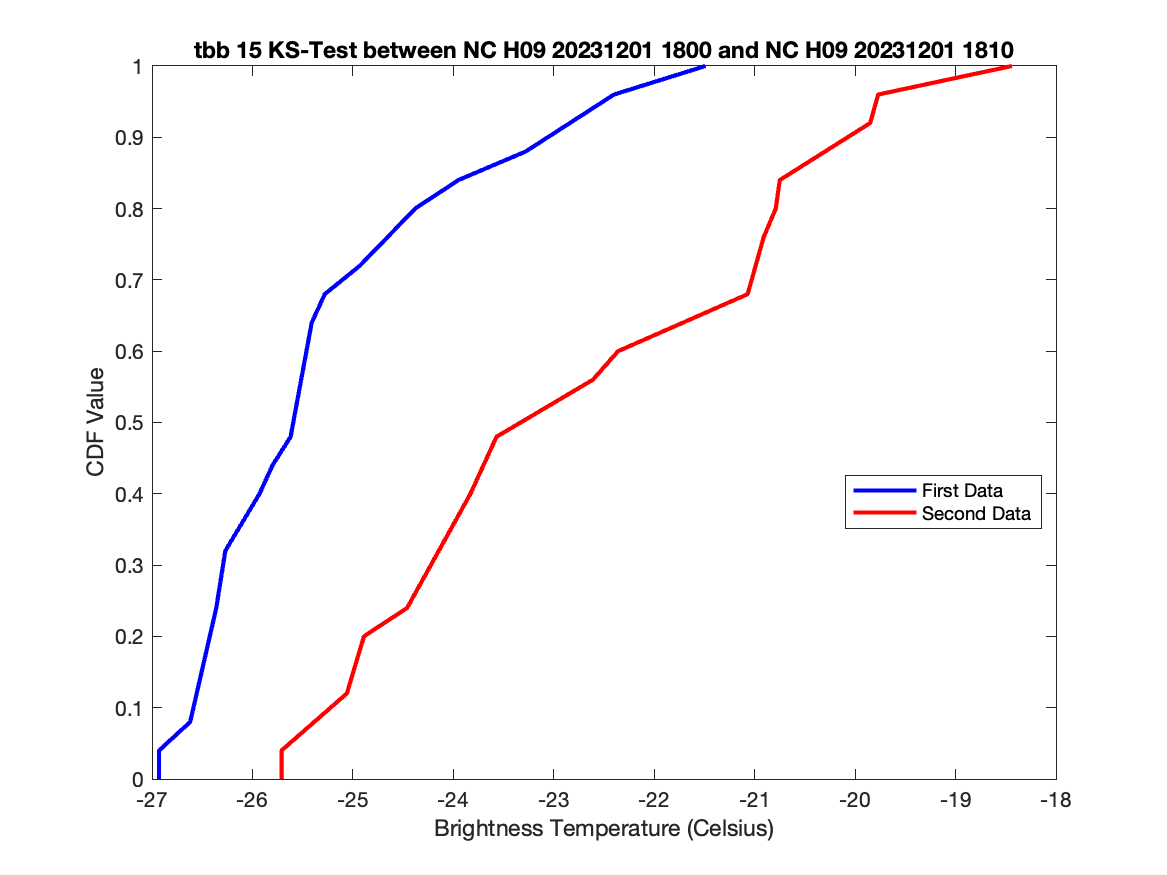 tbb 15 KS-Test between NC H09 20231201 1800 and NC H09 20231201 1810
1
0.9
0.8
0.7
0.6
0.5
0.4
0.3
0.2
0.1
0
CDF Value
First Data
Second Data
-27 -26 -25 -24 -23 -22 -21 -20 -19 -18
Brightness Temperature (Celsius)